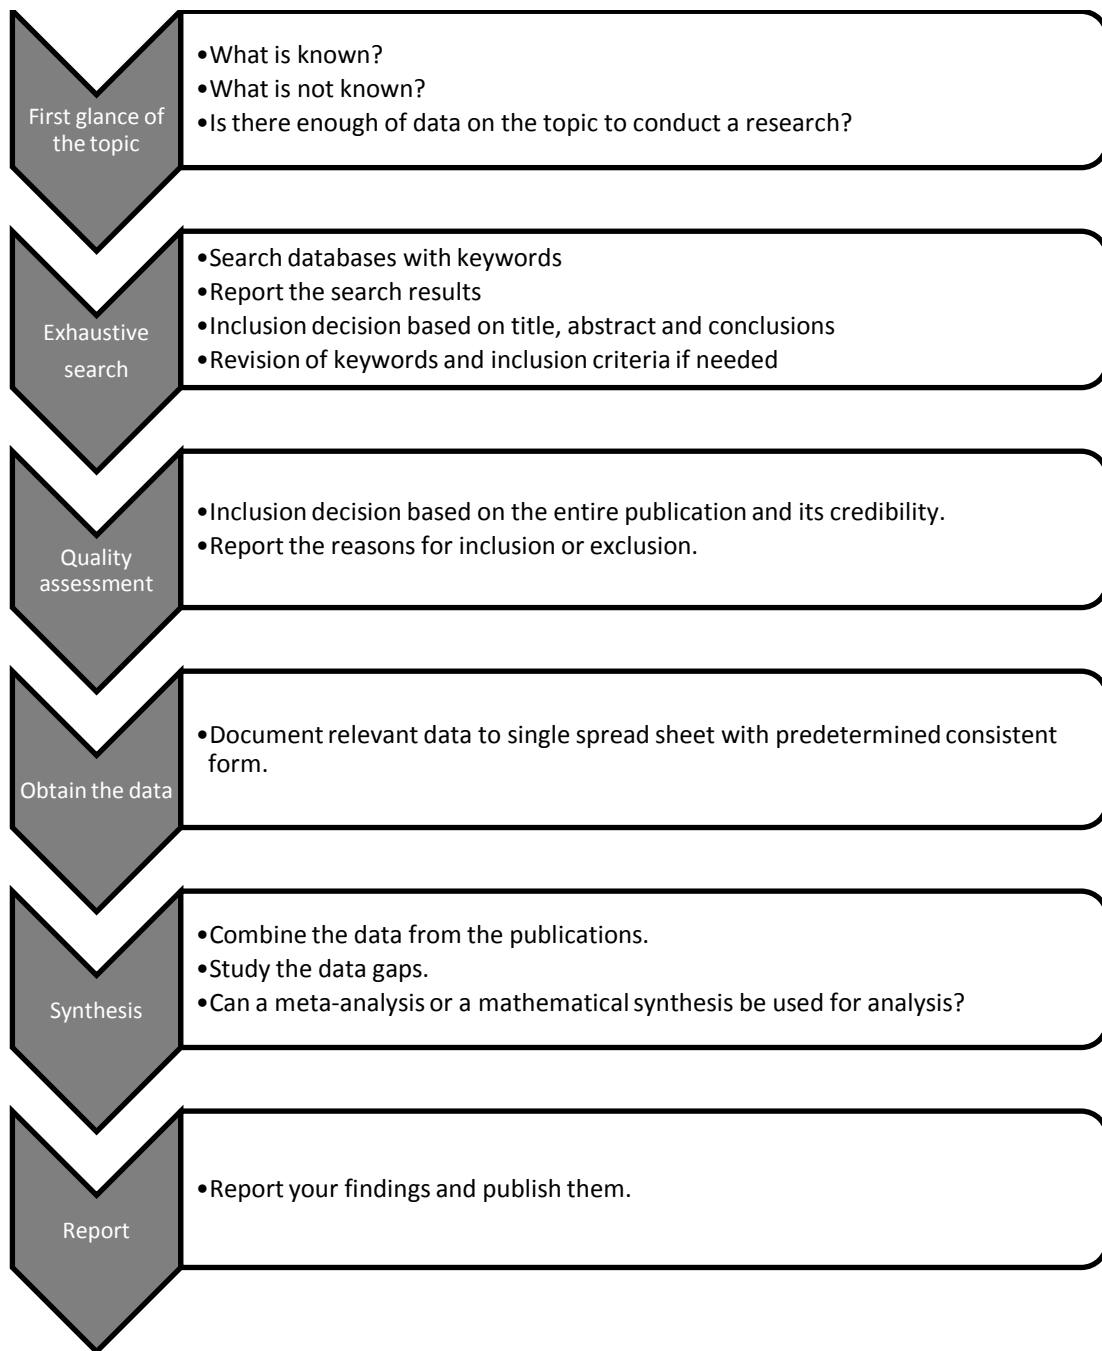 First glance of
the topic
•What is known?
•What is not known?
•Is there enough of data on the topic to conduct a research?
Exhaustive
search
•Search databases with keywords
•Report the search results
•Inclusion decision based on title, abstract and conclusions
•Revision of keywords and inclusion criteria if needed
Quality
assessment
•Inclusion decision based on the entire publication and its credibility.
•Report the reasons for inclusion or exclusion.
Obtain the data
•Document relevant data to single spread sheet with predetermined consistent
form.
Synthesis
•Combine the data from the publications.
•Study the data gaps.
•Can a meta-analysis or a mathematical synthesis be used for analysis?
Report
•Report your findings and publish them.